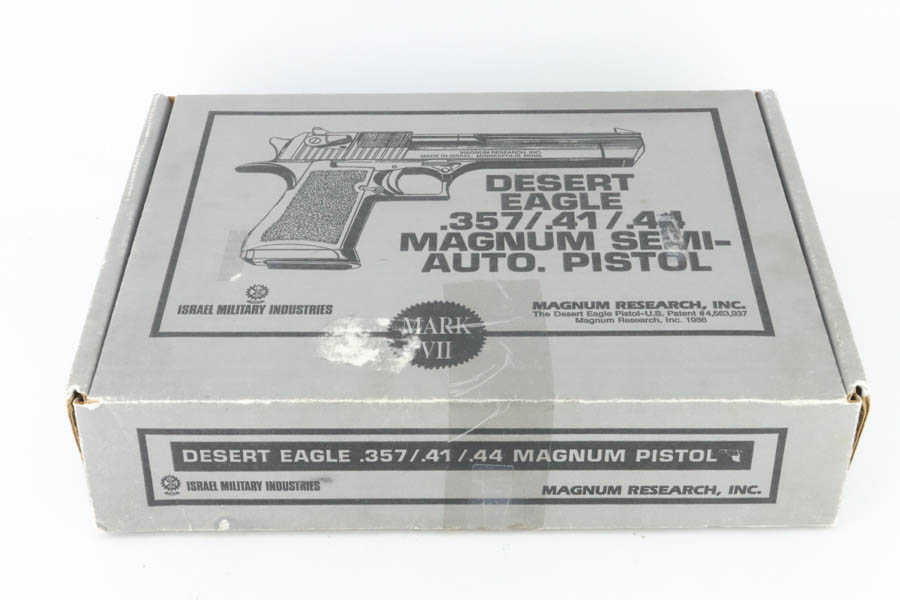 MAGNUM RESEARCH, INC.
MADE IN ISRAEL, MINNEAPOLIS, MINN.
DESERT
EAGLE
.357/.41/.44
MAGNUM SEMI-
AUTO. PISTOL
ISRAEL MILITARY INDUSTRIES
MARK
VII
MAGNUM RESEARCH, INC.
The Desert Eagle Pistol–U.S. Patent #4,563,937
Magnum Research, Inc. 1986
DESERT EAGLE .357/.41/.44 MAGNUM PISTOL
ISRAEL MILITARY INDUSTRIES
MAGNUM RESEARCH, INC.